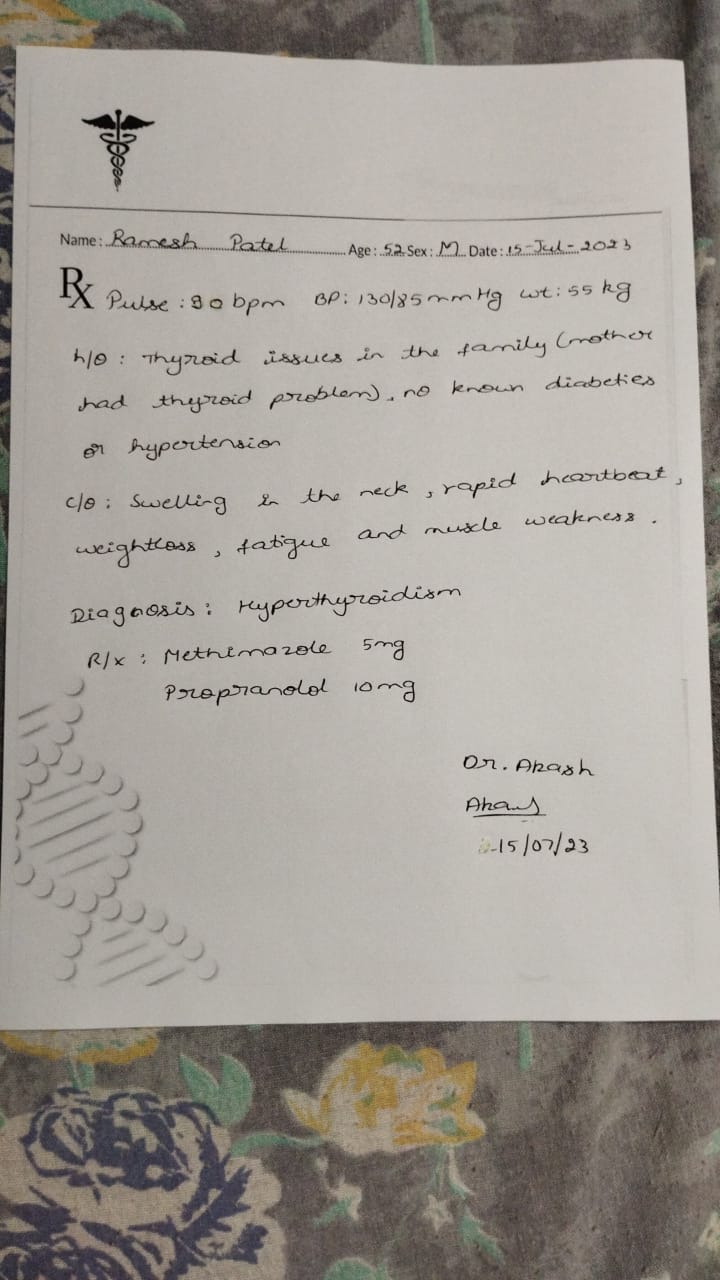 Name: Ramesh Patel Age: 52 Sex: M Date: 15-Jul-2023
Rx Pulse: 90 bpm BP: 130/85 mmHg wt: 55 kg
h/o: Thyroid issues in the family (mother
had thyroid problem), no known diabeties
or hypertension
c/o: Swelling in the neck, rapid heartbeat,
weightloss, fatigue and muscle weakness.
Diagnosis: Hyperthyroidism
R/x: Methimazole 5mg
Propranolol 10mg
Dr. Akash
15/07/23